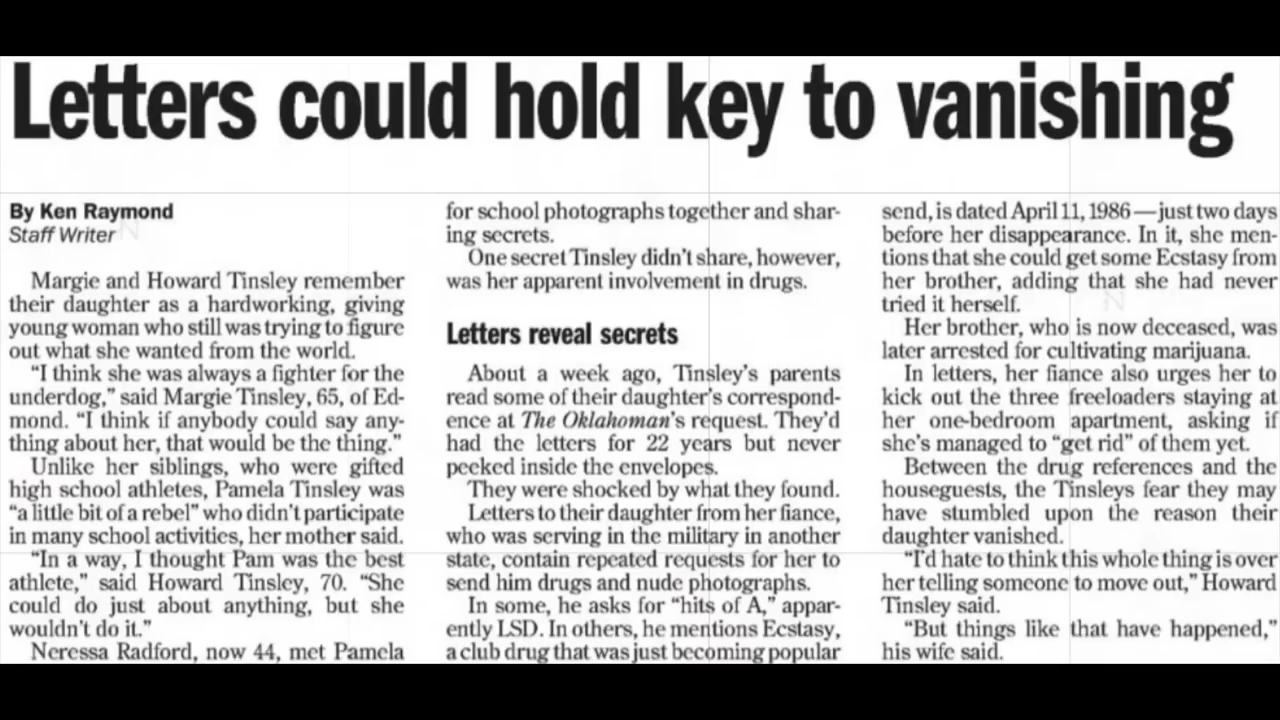 Letters could hold key to vanishing
By Ken Raymond
Staff Writer
Margie and Howard Tinsley remember
their daughter as a hardworking, giving
young woman who still was trying to figure
out what she wanted from the world.
“I think she was always a fighter for the
underdog,” said Margie Tinsley, 65, of Ed-
mond. “I think if anybody could say any-
thing about her, that would be the thing.”
Unlike her siblings, who were gifted
high school athletes, Pamela Tinsley was
“a little bit of a rebel” who didn’t participate
in many school activities, her mother said.
“In a way, I thought Pam was the best
athlete,” said Howard Tinsley, 70. “She
could do just about anything, but she
wouldn’t do it.”
Neressa Radford, now 44, met Pamela
for school photographs together and shar-
ing secrets.
One secret Tinsley didn’t share, however,
was her apparent involvement in drugs.
Letters reveal secrets
About a week ago, Tinsley’s parents
read some of their daughter’s correspond-
ence at The Oklahoman’s request. They’d
had the letters for 22 years but never
peeked inside the envelopes.
They were shocked by what they found.
Letters to their daughter from her fiance,
who was serving in the military in another
state, contain repeated requests for her to
send him drugs and nude photographs.
In some, he asks for “hits of A,” appar-
ently LSD. In others, he mentions Ecstasy,
a club drug that was just becoming popular
send, is dated April 11, 1986 — just two days
before her disappearance. In it, she men-
tions that she could get some Ecstasy from
her brother, adding that she had never
tried it herself.
Her brother, who is now deceased, was
later arrested for cultivating marijuana.
In letters, her fiance also urges her to
kick out the three freeloaders staying at
her one-bedroom apartment, asking if
she’s managed to “get rid” of them yet.
Between the drug references and the
houseguests, the Tinsleys fear they may
have stumbled upon the reason their
daughter vanished.
“I’d hate to think this whole thing is over
her telling someone to move out,” Howard
Tinsley said.
“But things like that have happened,”
his wife said.